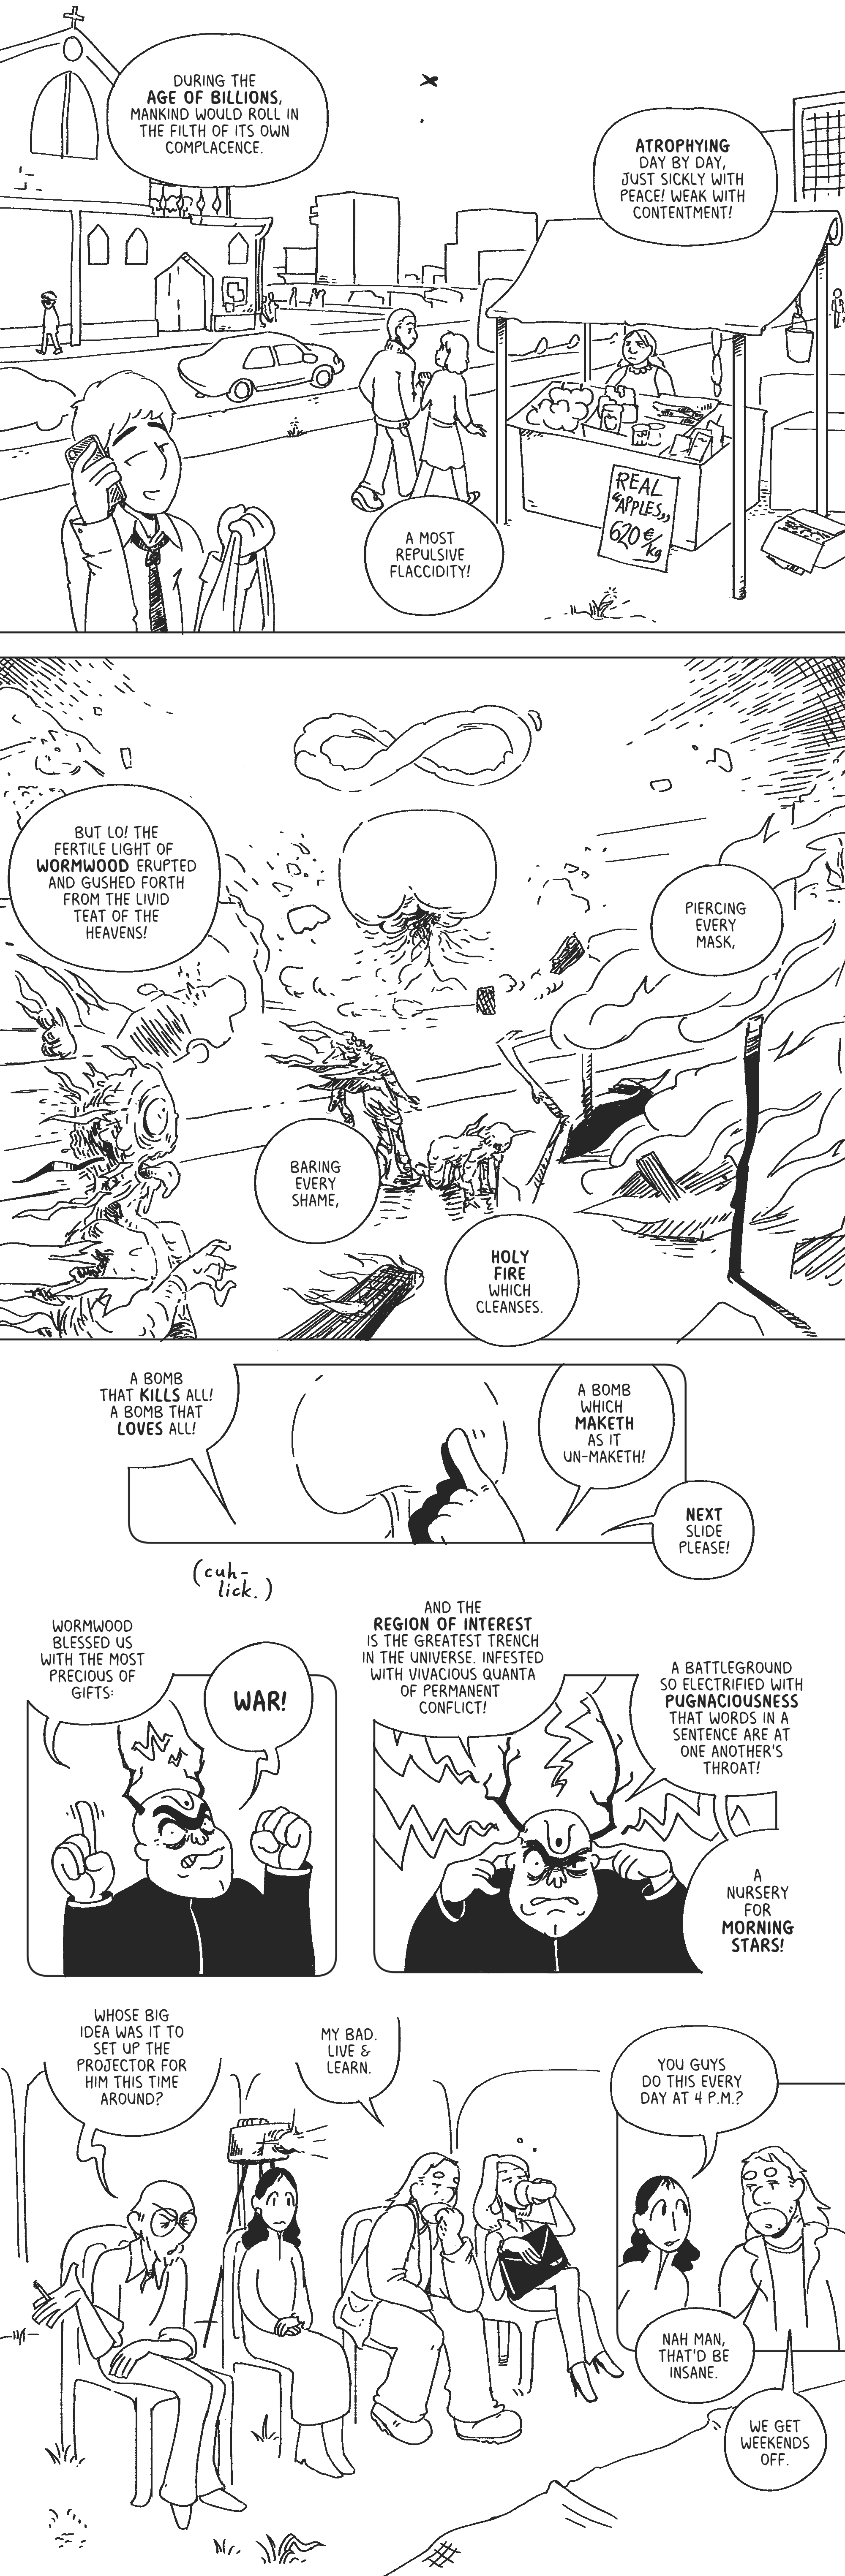 DURING THE
AGE OF BILLIONS,
MANKIND WOULD ROLL IN
THE FILTH OF ITS OWN
COMPLACENCE.
ATROPHYING
DAY BY DAY,
JUST SICKLY WITH
PEACE! WEAK WITH
CONTENTMENT!
REAL
"APPLES„
620€/kg
A MOST
REPULSIVE
FLACCIDITY!
BUT LO! THE
FERTILE LIGHT OF
WORMWOOD ERUPTED
AND GUSHED FORTH
FROM THE LIVID
TEAT OF THE
HEAVENS!
PIERCING
EVERY
MASK,
BARING
EVERY
SHAME,
HOLY
FIRE
WHICH
CLEANSES.
A BOMB
THAT KILLS ALL!
A BOMB THAT
LOVES ALL!
A BOMB
WHICH
MAKETH
AS IT
UN-MAKETH!
NEXT
SLIDE
PLEASE!
(cuh-
lick.)
WORMWOOD
BLESSED US
WITH THE MOST
PRECIOUS OF
GIFTS:
WAR!
AND THE
REGION OF INTEREST
IS THE GREATEST TRENCH
IN THE UNIVERSE. INFESTED
WITH VIVACIOUS QUANTA
OF PERMANENT
CONFLICT!
A BATTLEGROUND
SO ELECTRIFIED WITH
PUGNACIOUSNESS
THAT WORDS IN A
SENTENCE ARE AT
ONE ANOTHER'S
THROAT!
A
NURSERY
FOR
MORNING
STARS!
WHOSE BIG
IDEA WAS IT TO
SET UP THE
PROJECTOR FOR
HIM THIS TIME
AROUND?
MY BAD.
LIVE &
LEARN.
YOU GUYS
DO THIS EVERY
DAY AT 4 P.M.?
NAH MAN,
THAT'D BE
INSANE.
WE GET
WEEKENDS
OFF.